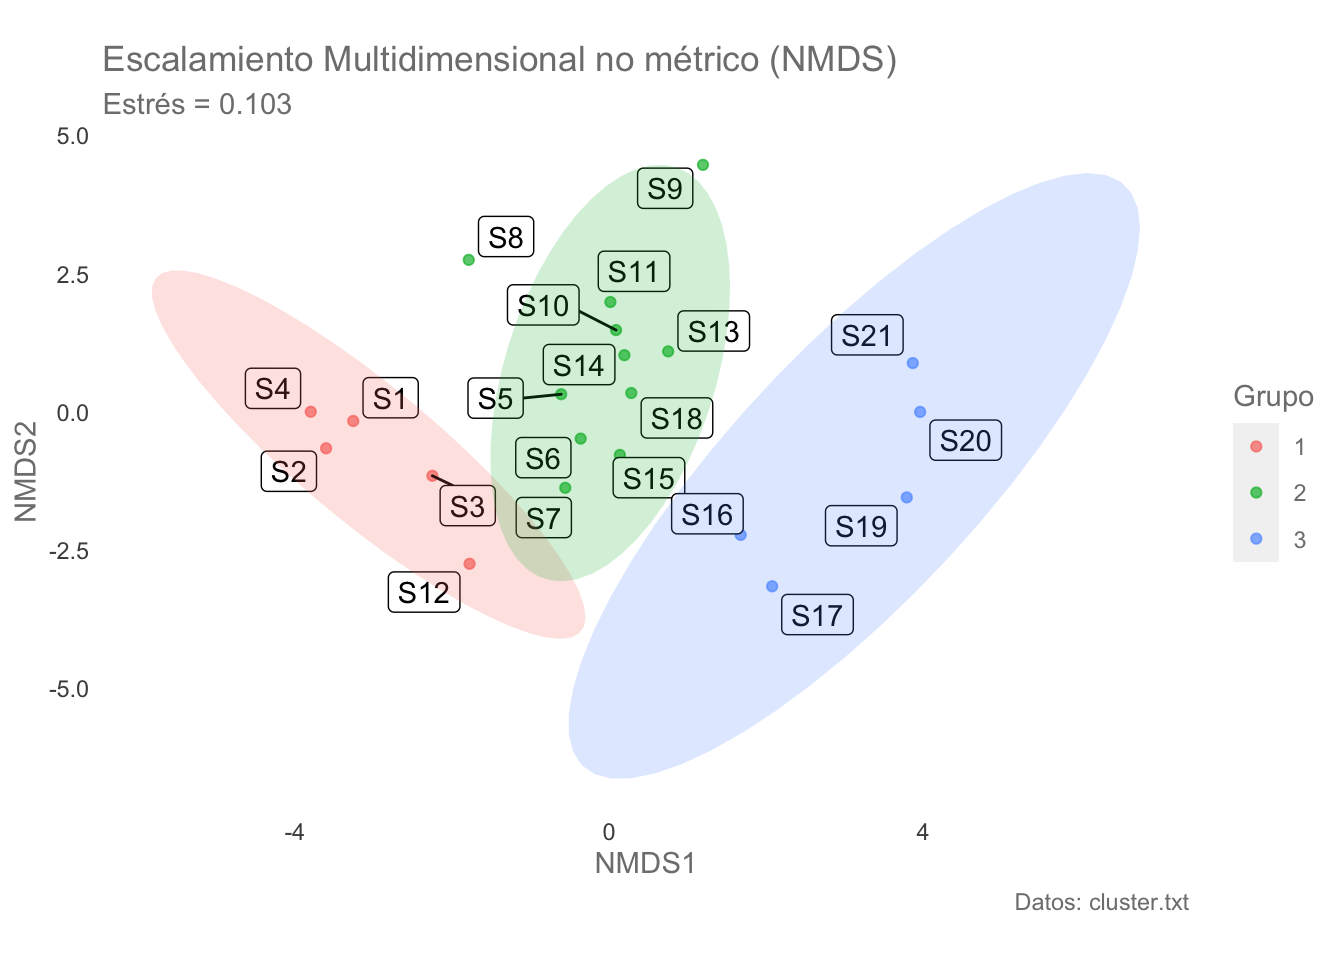 Escalamiento Multidimensional no métrico (NMDS)
Estrés = 0.103
5.0
2.5
0.0
-2.5
-5.0
NMDS2
S9
S8
S11
S10
S13
S21
S14
S4
S1
S5
S18
S20
S6
S2
S15
S3
S16
S7
S19
S12
S17
-4
0
4
NMDS1
Grupo
1
2
3
Datos: cluster.txt